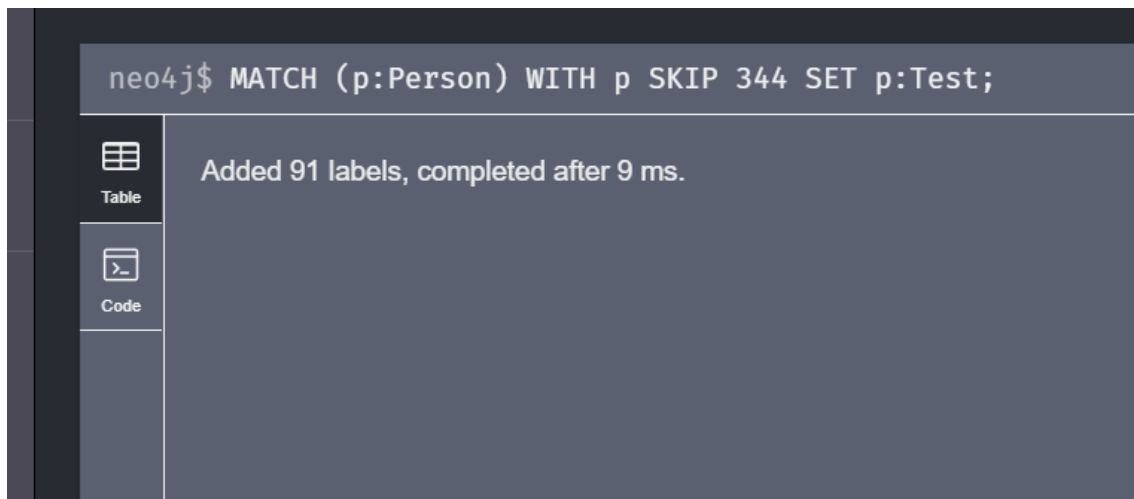 neo4j$ MATCH (p:Person) WITH p SKIP 344 SET p:Test;
Added 91 labels, completed after 9 ms.
Table
>_
Code